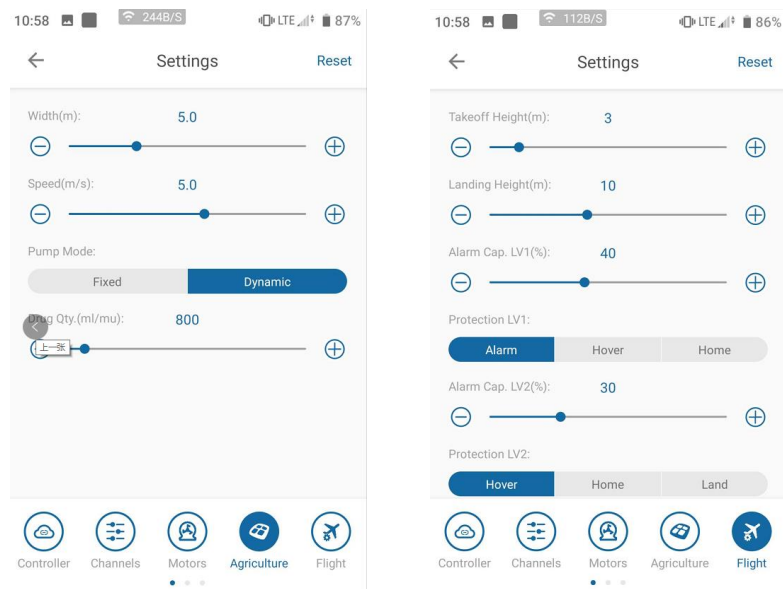 10:58 244B/S LTE 87%
Settings Reset
Width(m): 5.0
Speed(m/s): 5.0
Pump Mode:
Fixed Dynamic
Drug Qty.(ml/mu): 800
上一张
Controller Channels Motors Agriculture Flight
10:58 112B/S LTE 86%
Settings Reset
Takeoff Height(m): 3
Landing Height(m): 10
Alarm Cap. LV1(%): 40
Protection LV1:
Alarm Hover Home
Alarm Cap. LV2(%): 30
Protection LV2:
Hover Home Land
Controller Channels Motors Agriculture Flight